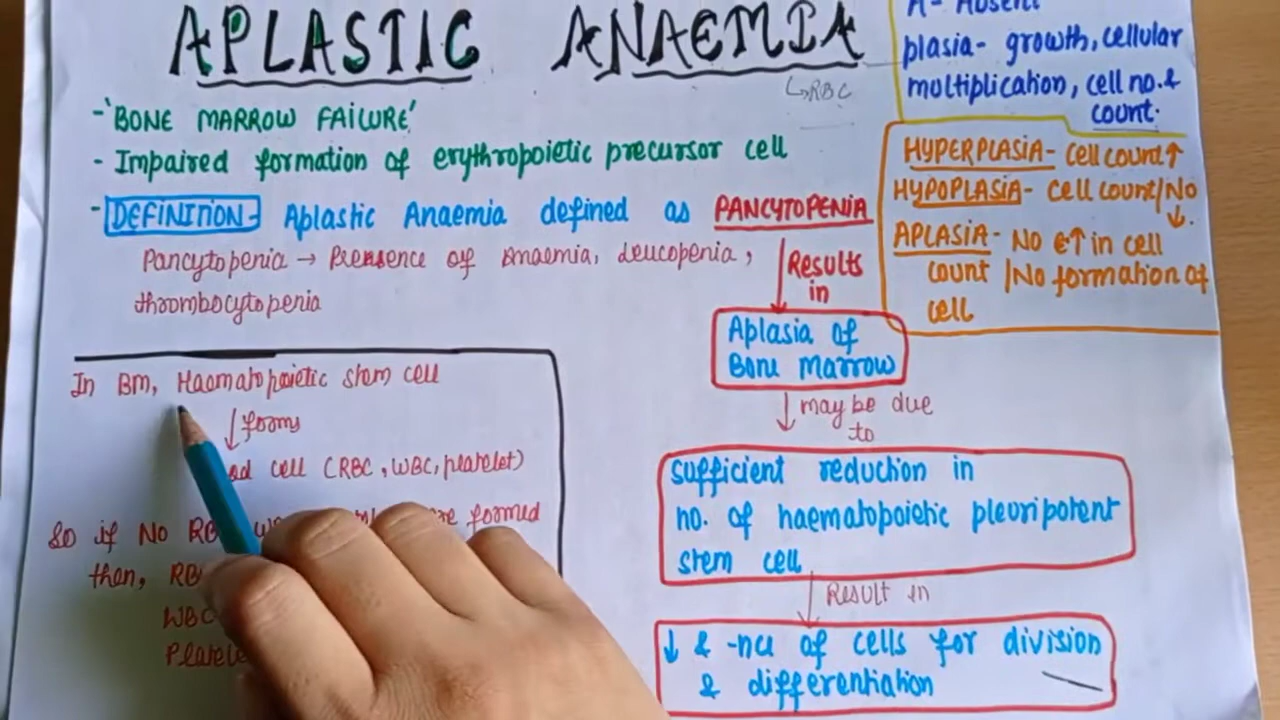 APLASTIC ANAEMIA
↳RBC
-'BONE MARROW FAILURE'
- Impaired formation of erythropoietic precursor cell
- DEFINITION- Aplastic Anaemia defined as PANCYTOPENIA
Pancytopenia → Presence of Anaemia, Leucopenia,
thrombocytopenia
A- Absent
plasia- growth, cellular
multiplication, cell no. &
count.
HYPERPLASIA- Cell count↑
HYPOPLASIA- Cell count/No
↓.
APLASIA- No ↑ in cell
count /No formation of
cell
Results
in
Aplasia of
Bone Marrow
may be due
to
sufficient reduction in
no. of haematopoietic pleuripotent
stem cell
Result in
↓ & -nce of cells for division
& differentiation
In BM, Haematopoietic stem cell
↓forms
cell (RBC, WBC, platelet)
So if No formed
then,
WBC